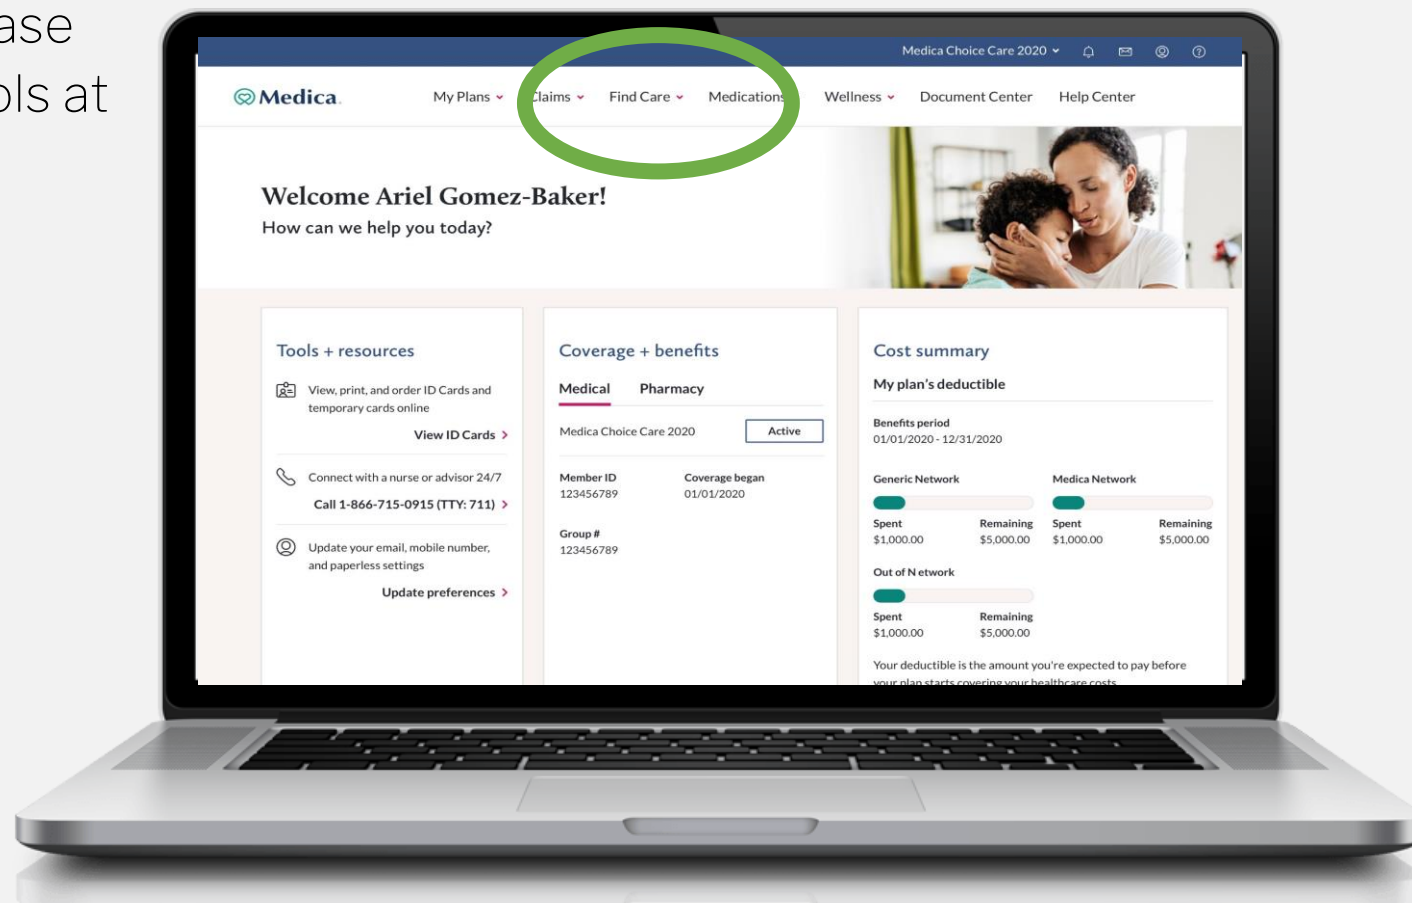 ase
ols at
Medica Choice Care 2020
Medica.
My Plans Claims Find Care Medications Wellness Document Center Help Center
Welcome Ariel Gomez-Baker!
How can we help you today?
Tools + resources
View, print, and order ID Cards and
temporary cards online
View ID Cards
Connect with a nurse or advisor 24/7
Call 1-866-715-0915 (TTY: 711)
Update your email, mobile number,
and paperless settings
Update preferences
Coverage + benefits
Medical Pharmacy
Medica Choice Care 2020 Active
Member ID Coverage began
123456789 01/01/2020
Group #
123456789
Cost summary
My plan's deductible
Benefits period
01/01/2020 - 12/31/2020
Generic Network Medica Network
Spent Remaining Spent Remaining
$1,000.00 $5,000.00 $1,000.00 $5,000.00
Out of N etwork
Spent Remaining
$1,000.00 $5,000.00
Your deductible is the amount you're expected to pay before
your plan starts covering your healthcare costs